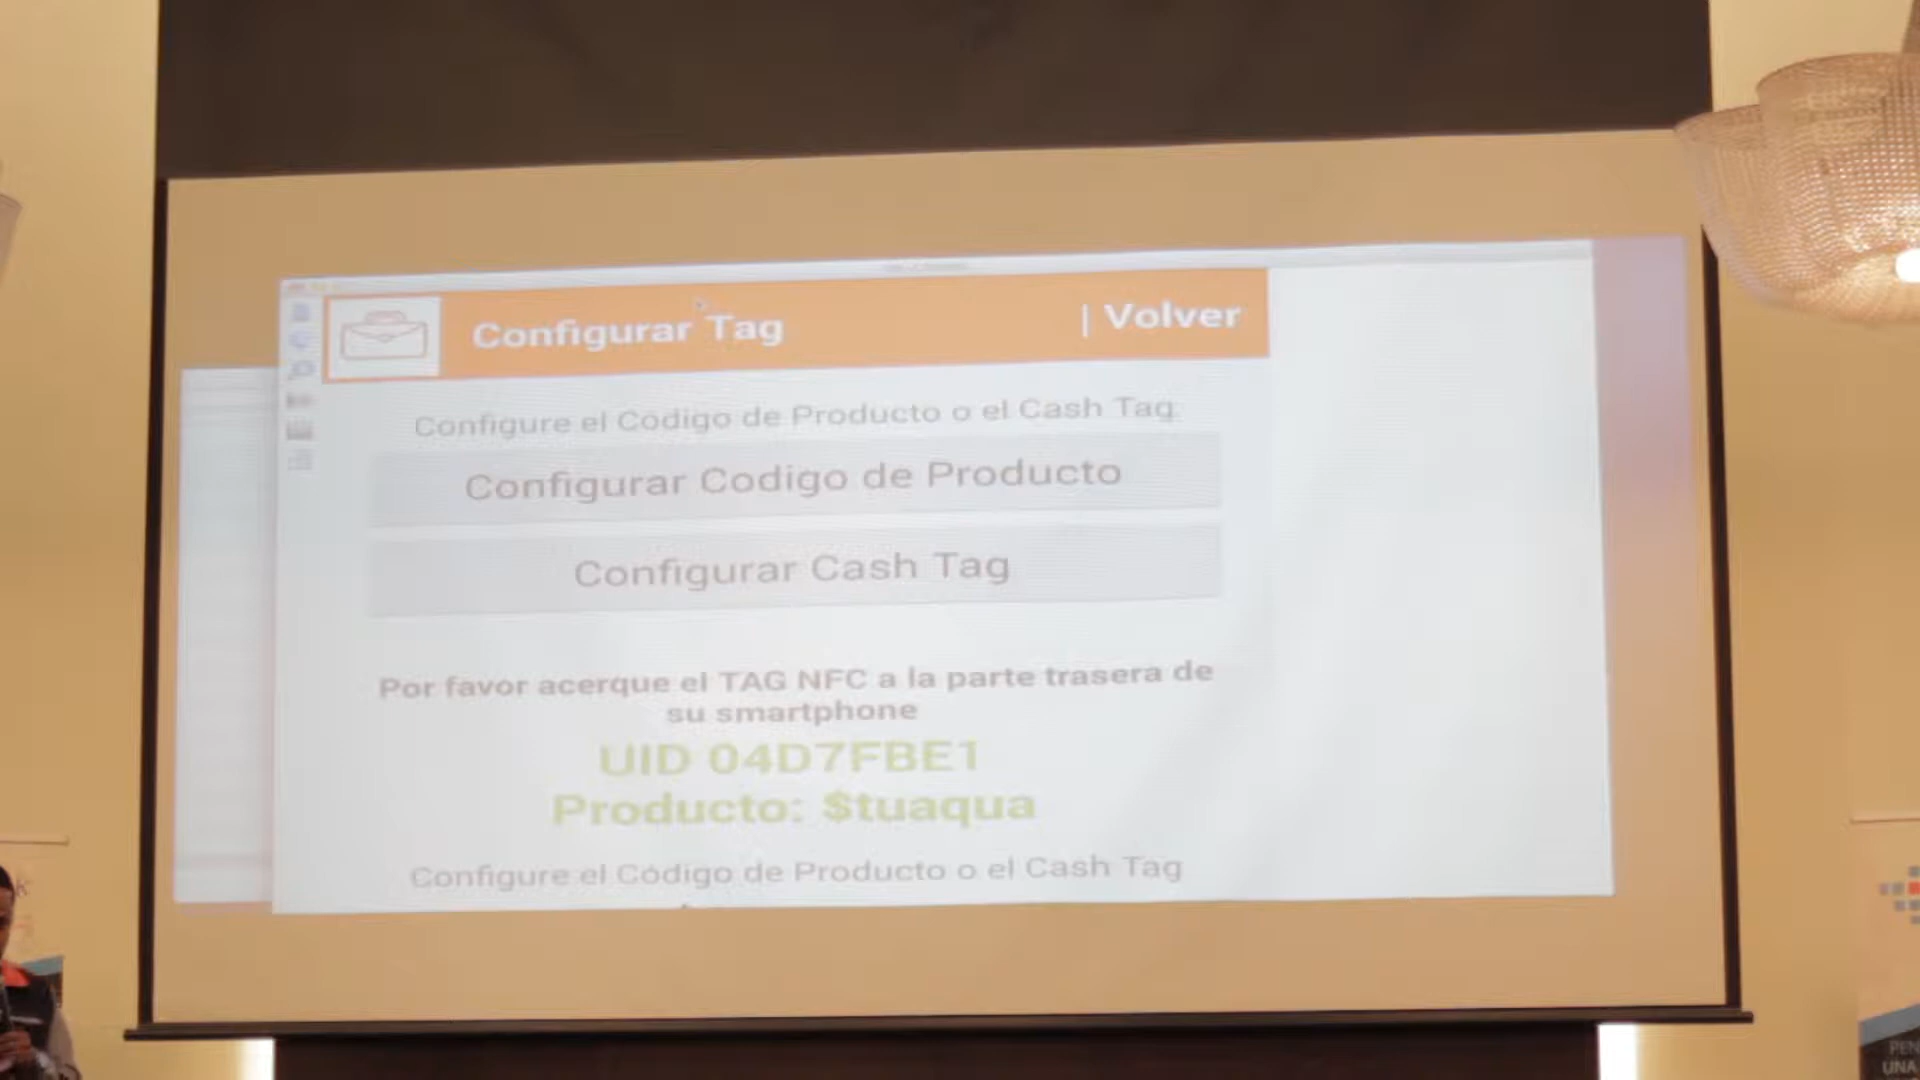 Configurar Tag
| Volver
Configure el Codigo de Producto o el Cash Tag
Configurar Codigo de Producto
Configurar Cash Tag
Por favor acerque el TAG NFC a la parte trasera de
su smartphone
UID 04D7FBE1
Producto: $tuaqua
Configure el Codigo de Producto o el Cash Tag
PEN
UNA